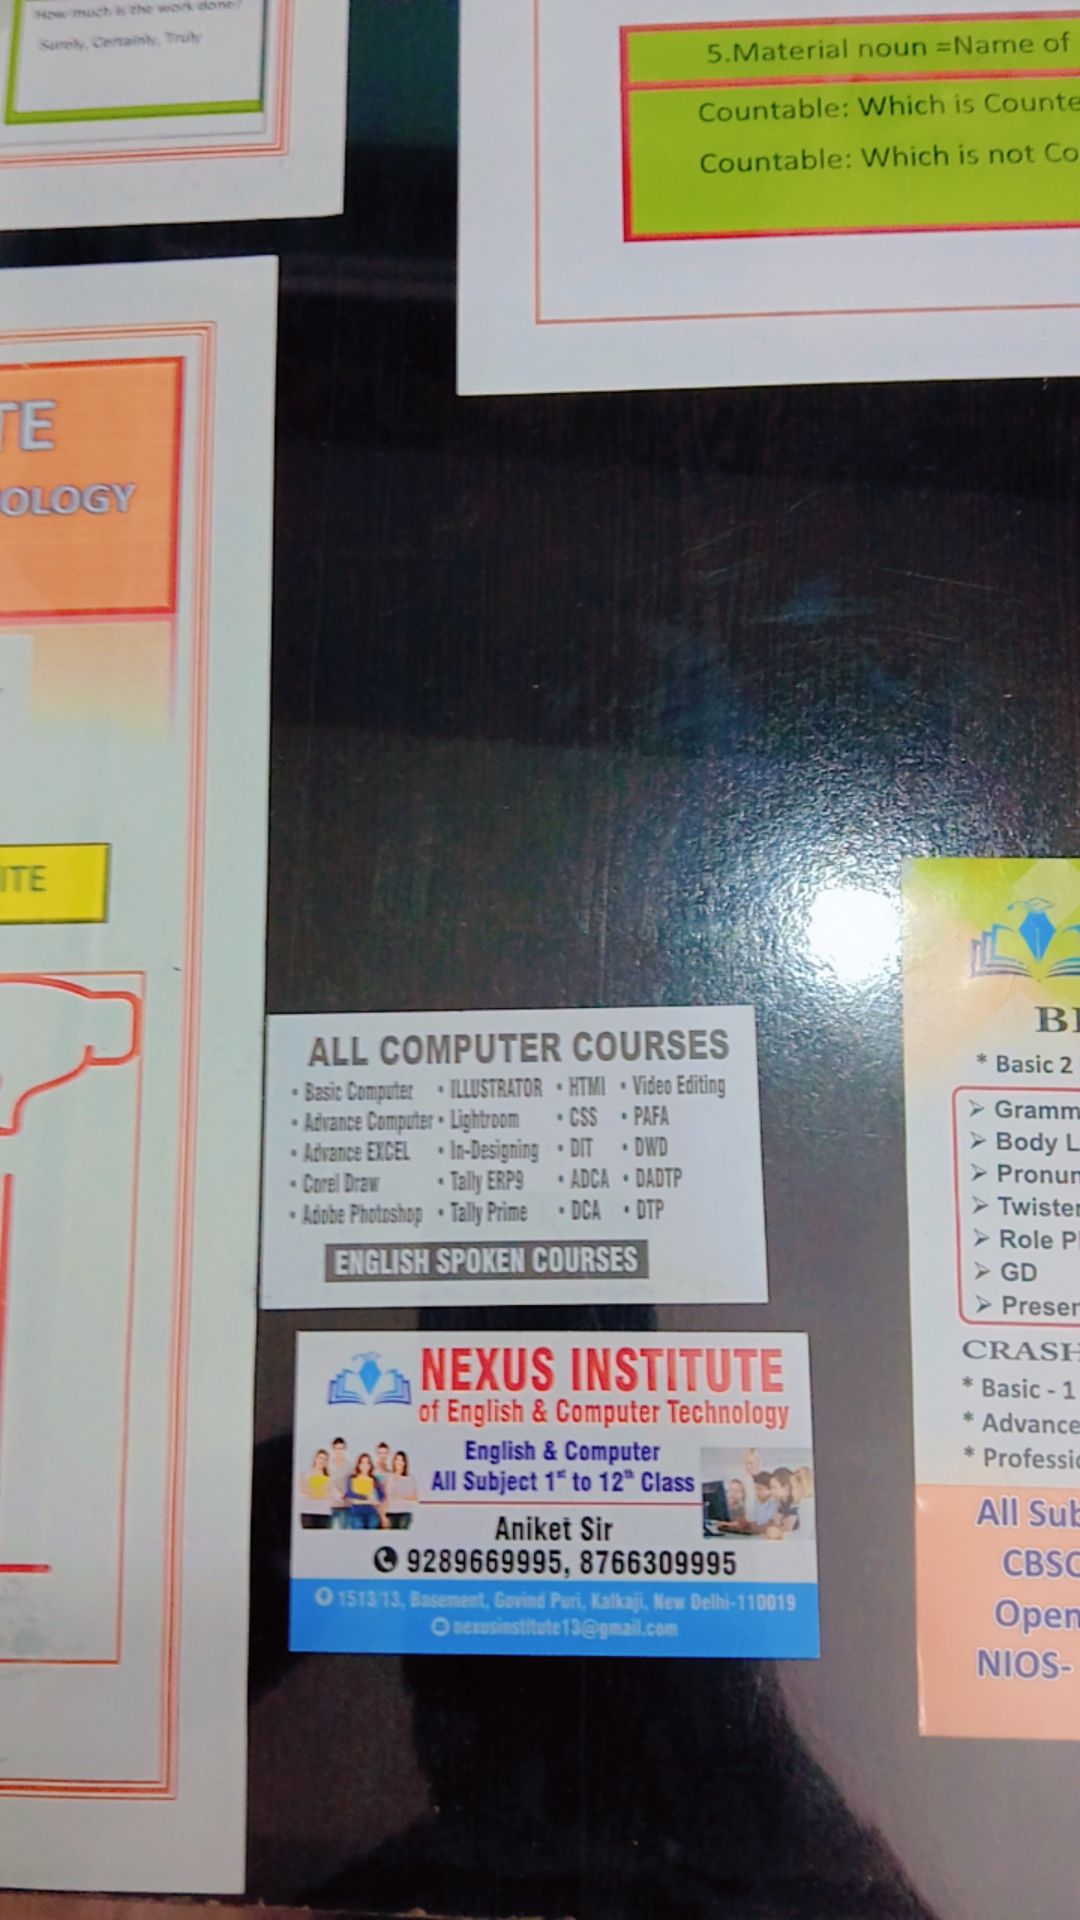 How much is the work done?
Surely, Certainly, Truly
5.Material noun =Name of
Countable: Which is Counte
Countable: Which is not Co
TE
OLOGY
ITE
ALL COMPUTER COURSES
• Basic Computer • ILLUSTRATOR • HTMl • Video Editing
• Advance Computer • Lightroom • CSS • PAFA
• Advance EXCEL • In-Designing • DIT • DWD
• Corel Draw • Tally ERP9 • ADCA • DADTP
• Adobe Photoshop • Tally Prime • DCA • DTP
ENGLISH SPOKEN COURSES
NEXUS INSTITUTE
of English & Computer Technology
English & Computer
All Subject 1st to 12th Class
Aniket Sir
9289669995, 8766309995
1513/13, Basement, Govind Puri, Kalkaji, New Delhi-110019
nexusinstitute13@gmail.com
* Basic 2
➢ Gramm
➢ Body L
➢ Pronun
➢ Twister
➢ Role Pl
➢ GD
➢ Presen
CRASH
* Basic - 1
* Advance
* Professio
All Sub
CBSC
Open
NIOS-